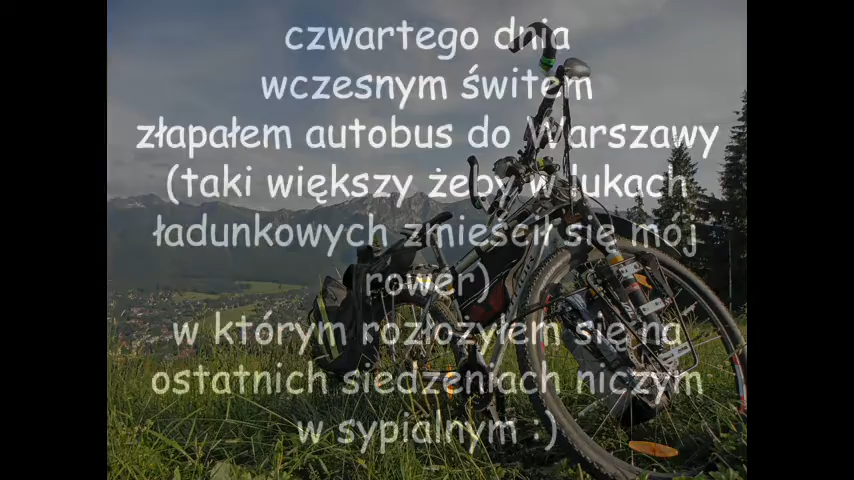 czwartego dnia
wczesnym świtem
złapałem autobus do Warszawy
(taki większy żeby w lukach
ładunkowych zmieścił się mój
rower)
w którym rozłożyłem się na
ostatnich siedzeniach niczym
w sypialnym :)